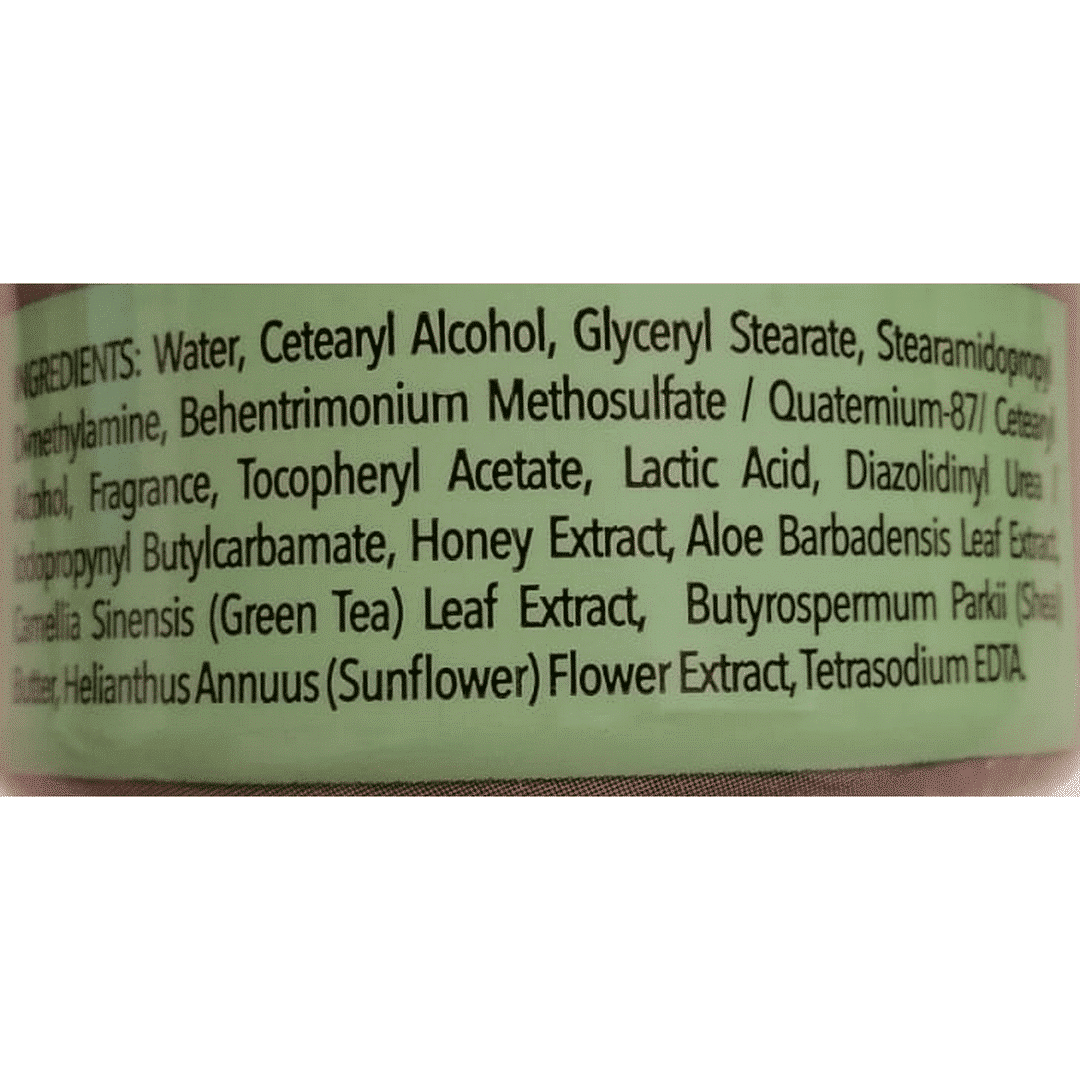 INGREDIENTS: Water, Cetearyl Alcohol, Glyceryl Stearate, Stearamidopropyl
Dimethylamine, Behentrimonium Methosulfate / Quaternium-87/ Cetearyl
Alcohol, Fragrance, Tocopheryl Acetate, Lactic Acid, Diazolidinyl Urea /
Iodopropynyl Butylcarbamate, Honey Extract, Aloe Barbadensis Leaf Extract,
Camellia Sinensis (Green Tea) Leaf Extract, Butyrospermum Parkii (Shea)
Butter, Helianthus Annuus (Sunflower) Flower Extract, Tetrasodium EDTA.